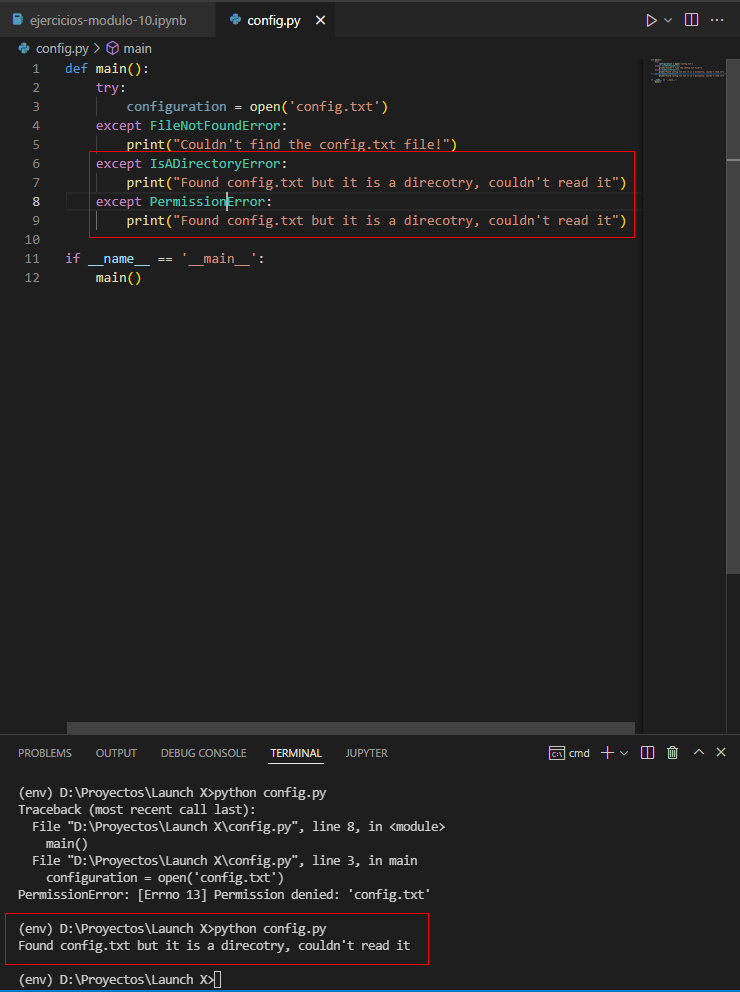 ejercicios-modulo-10.ipynb
config.py
config.py > main
1 def main():
2 try:
3 configuration = open('config.txt')
4 except FileNotFoundError:
5 print("Couldn't find the config.txt file!")
6 except IsADirectoryError:
7 print("Found config.txt but it is a direcotry, couldn't read it")
8 except PermissionError:
9 print("Found config.txt but it is a direcotry, couldn't read it")
10
11 if __name__ == '__main__':
12 main()
PROBLEMS OUTPUT DEBUG CONSOLE TERMINAL JUPYTER cmd
(env) D:\Proyectos\Launch X>python config.py
Traceback (most recent call last):
File "D:\Proyectos\Launch X\config.py", line 8, in <module>
main()
File "D:\Proyectos\Launch X\config.py", line 3, in main
configuration = open('config.txt')
PermissionError: [Errno 13] Permission denied: 'config.txt'
(env) D:\Proyectos\Launch X>python config.py
Found config.txt but it is a direcotry, couldn't read it
(env) D:\Proyectos\Launch X>